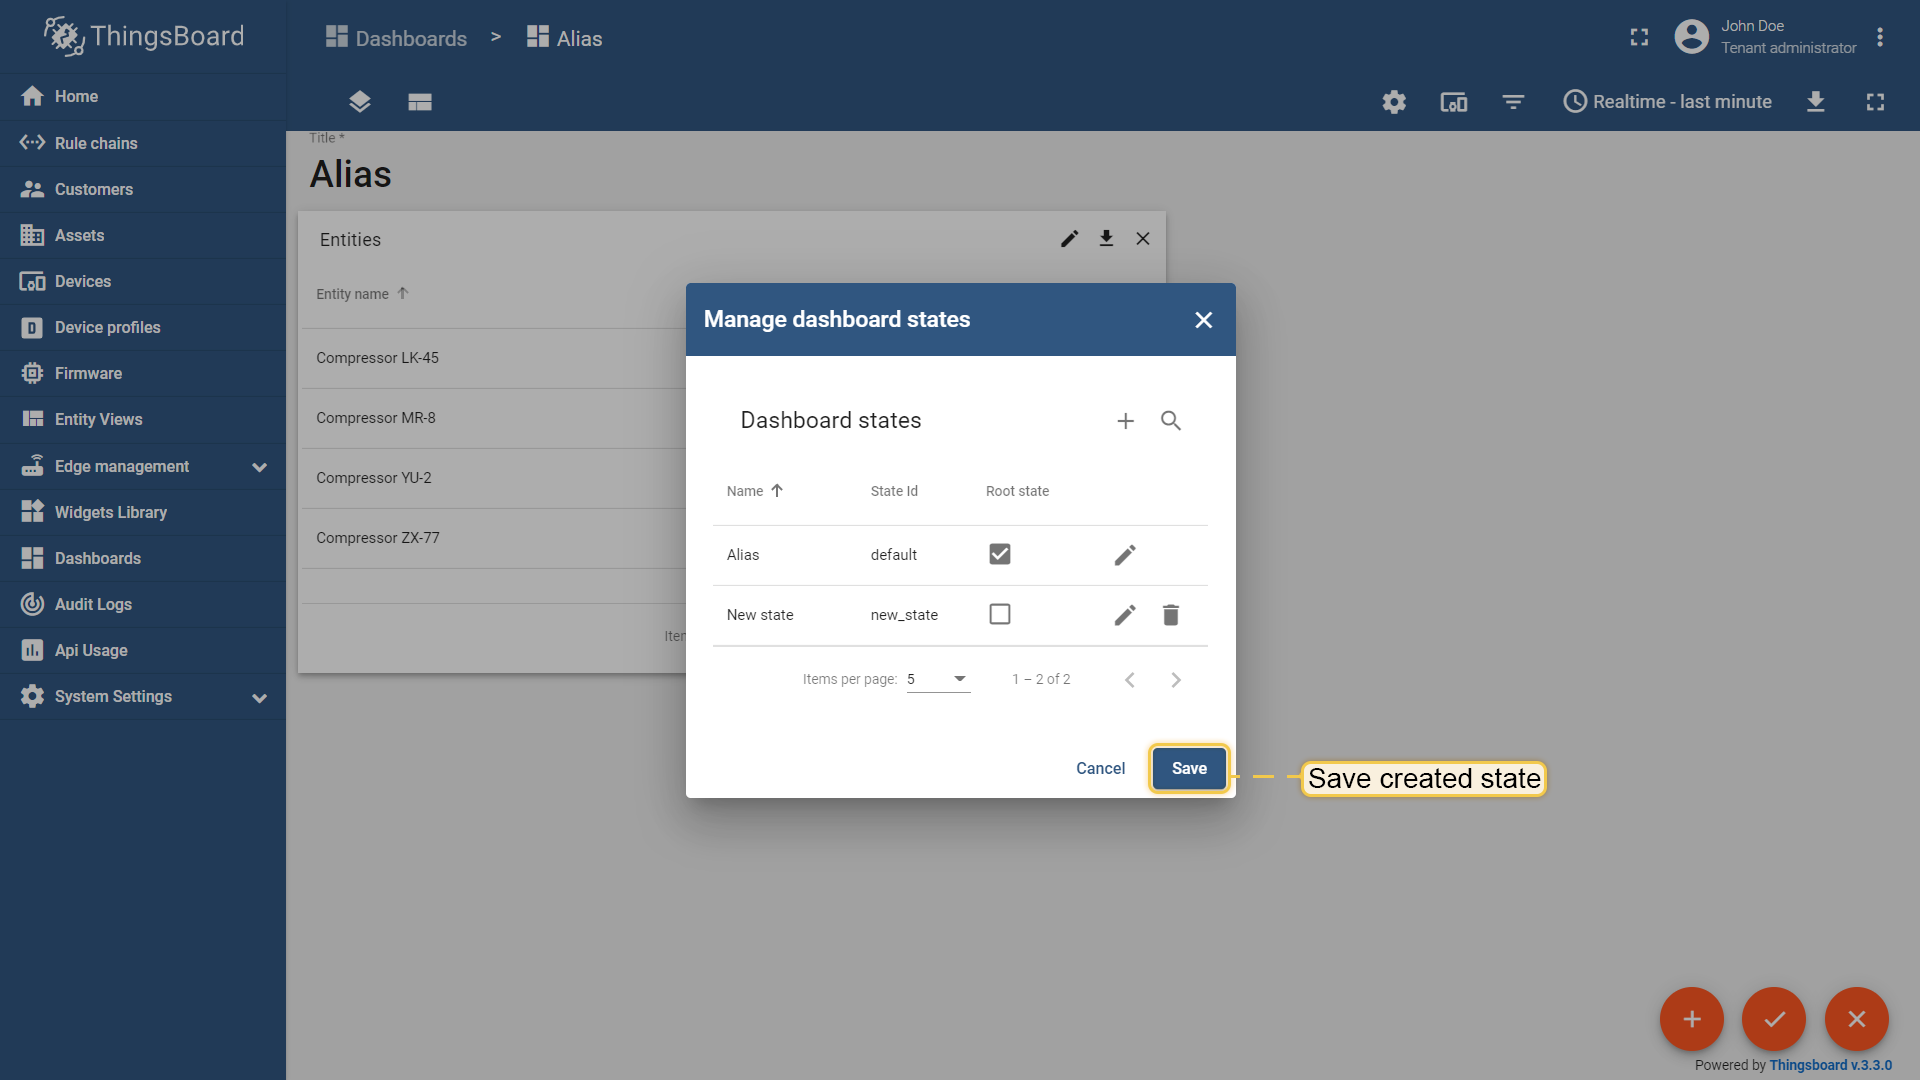 ThingsBoard
Dashboards > Alias
John Doe
Tenant administrator
Home
Rule chains
Customers
Assets
Devices
Device profiles
Firmware
Entity Views
Edge management
Widgets Library
Dashboards
Audit Logs
Api Usage
System Settings
Realtime - last minute
Title *
Alias
Entities
Entity name
Compressor LK-45
Compressor MR-8
Compressor YU-2
Compressor ZX-77
Manage dashboard states
Dashboard states
Name State Id Root state
Alias default
New state new_state
Items per page: 5 1 – 2 of 2
Cancel Save
Save created state
Powered by Thingsboard v.3.3.0